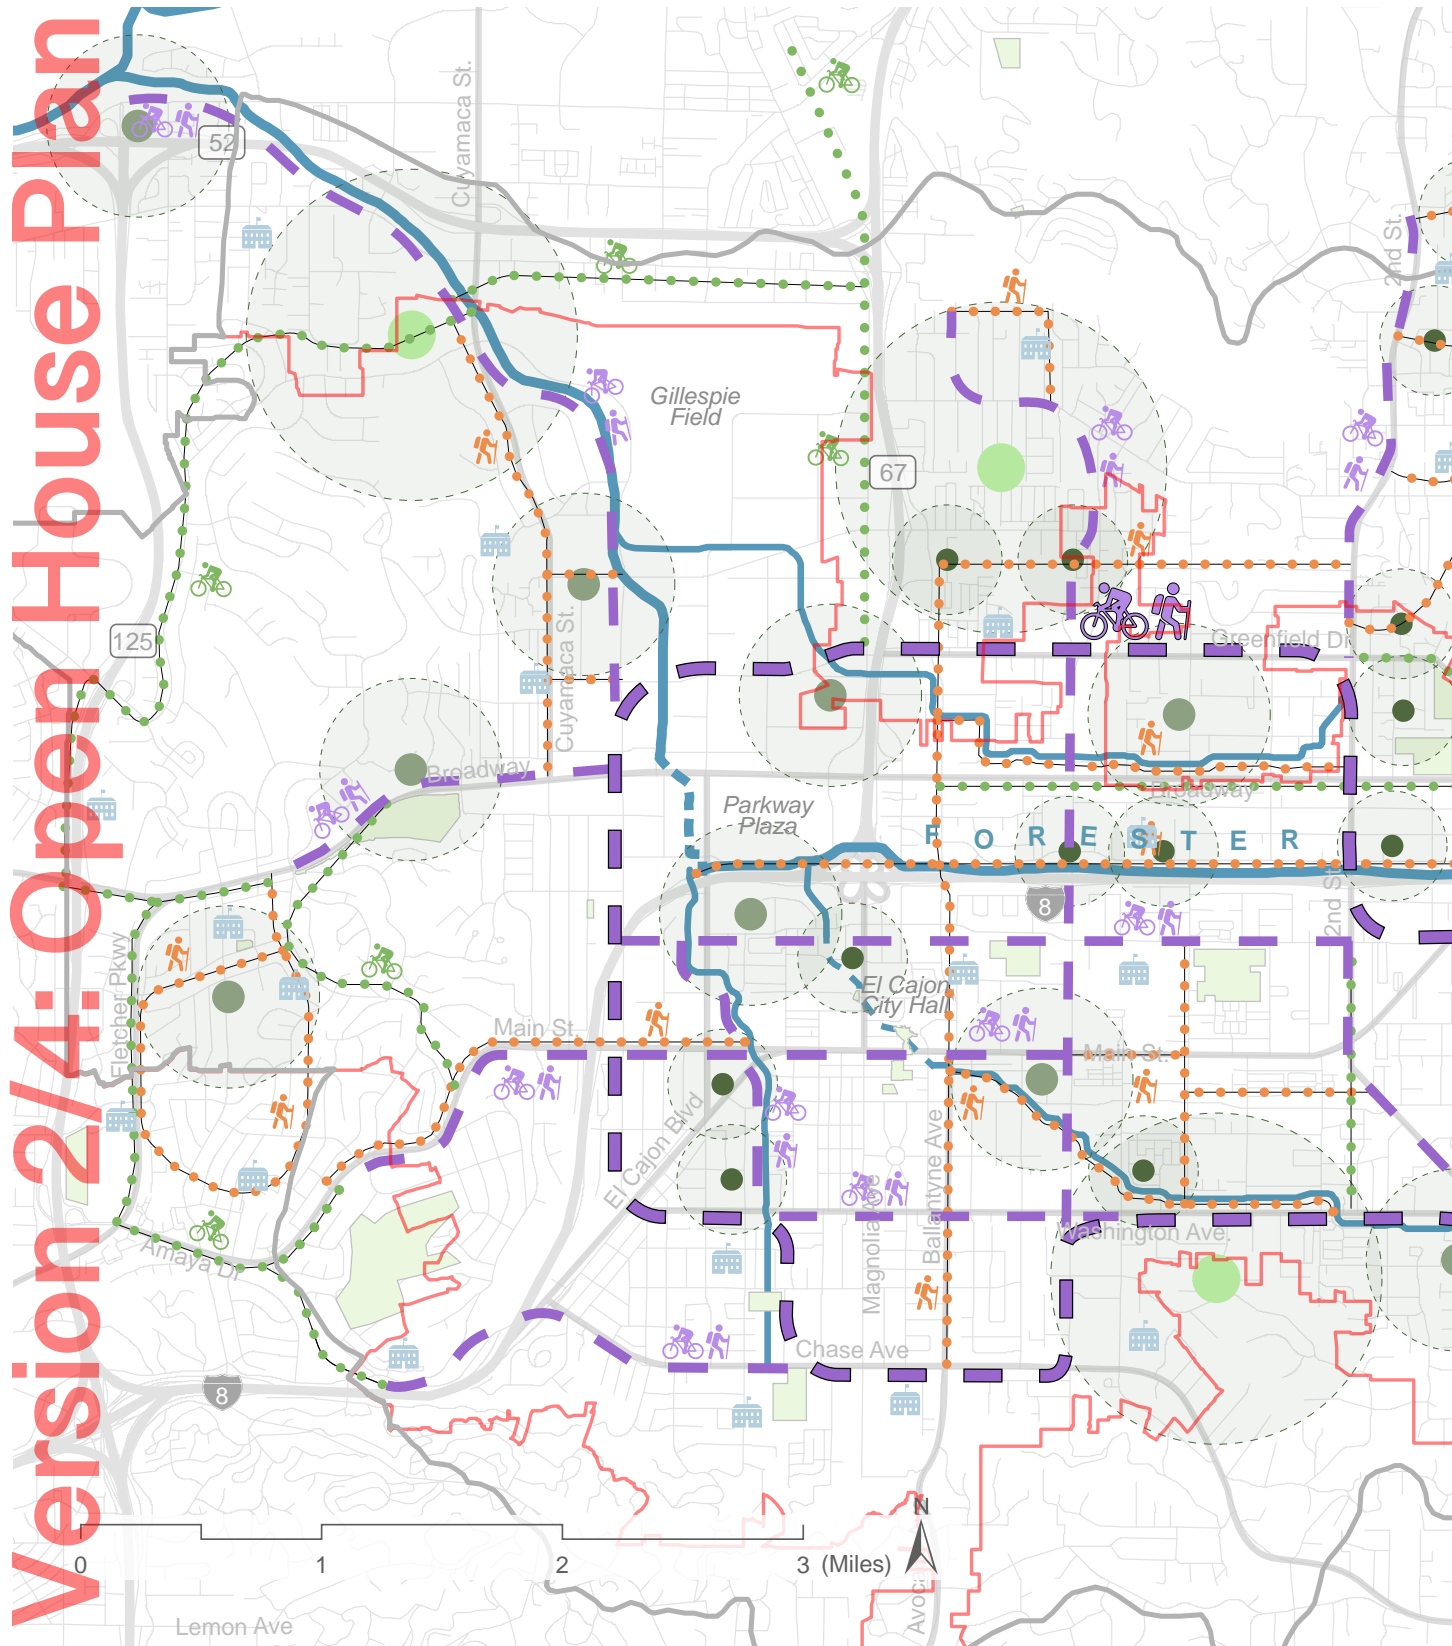 Version 2/4: Open House Plan
Cuyamaca St.
52
2nd St.
Gillespie
Field
67
125
Cuyamaca St.
Greenfield Dr.
Broadway
Broadway
Parkway
Plaza
FORESTER
8
2nd St.
Fletcher Pkwy
El Cajon
City Hall
Main St.
Main St.
El Cajon Blvd
Magnolia Ave
Ballantyne Ave
Washington Ave.
Amaya Dr
Chase Ave
8
N
0 1 2 3 (Miles)
Lemon Ave